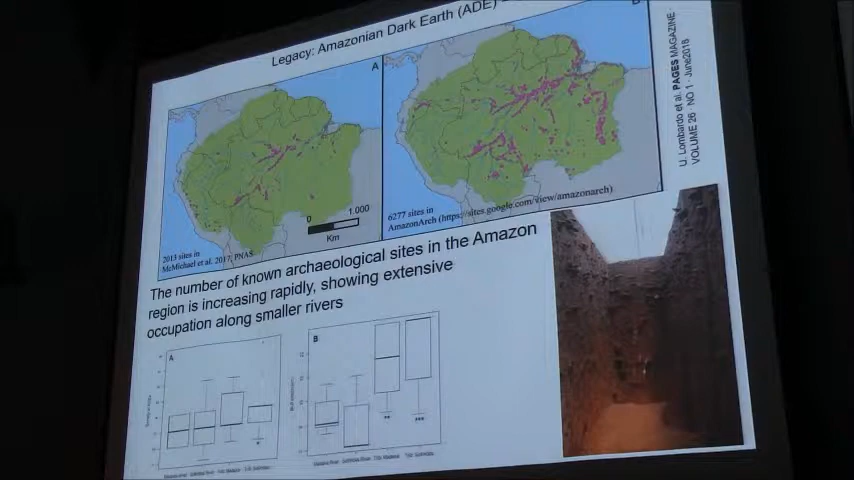 Legacy: Amazonian Dark Earth (ADE)
A
B
U. Lombardo et al. PAGES MAGAZINE·
VOLUME 26 · NO 1 · June2018
0 1,000
Km
2013 sites in
McMichael et al. 2017, PNAS
6277 sites in
AmazonArch (https://sites.google.com/view/amazonarch)
The number of known archaeological sites in the Amazon
region is increasing rapidly, showing extensive
occupation along smaller rivers
A
B
*
**
***